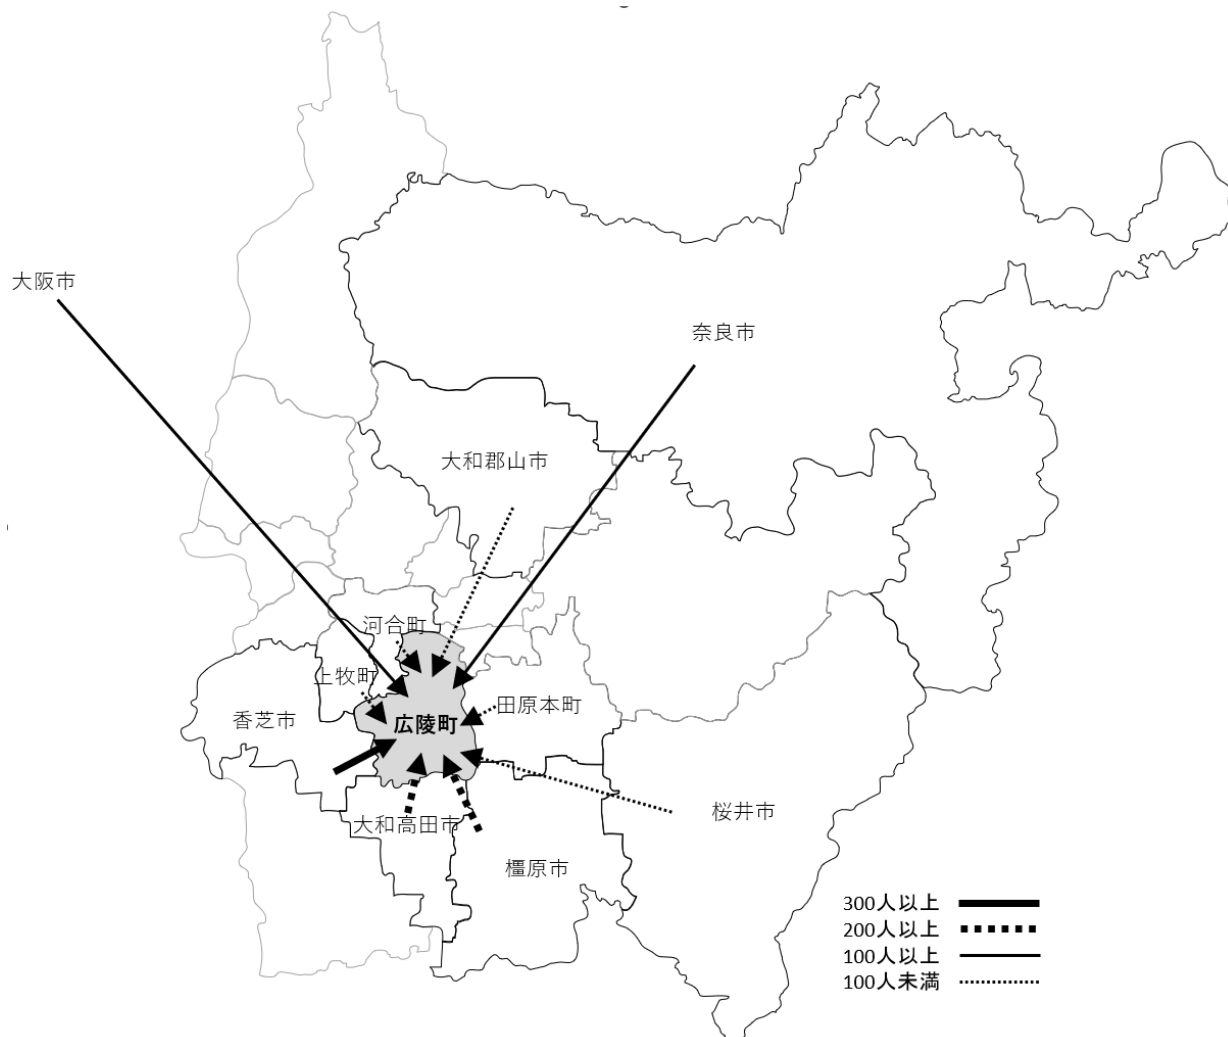 大阪市
奈良市
大和郡山市
河合町
上牧町
田原本町
香芝市
広陵町
桜井市
大和高田市
橿原市
300人以上
200人以上
100人以上
100人未満